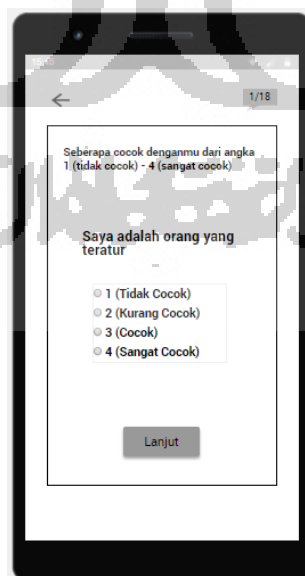 1/18
Seberapa cocok denganmu dari angka
1 (tidak cocok) - 4 (sangat cocok)
Saya adalah orang yang
teratur
1 (Tidak Cocok)
2 (Kurang Cocok)
3 (Cocok)
4 (Sangat Cocok)
Lanjut